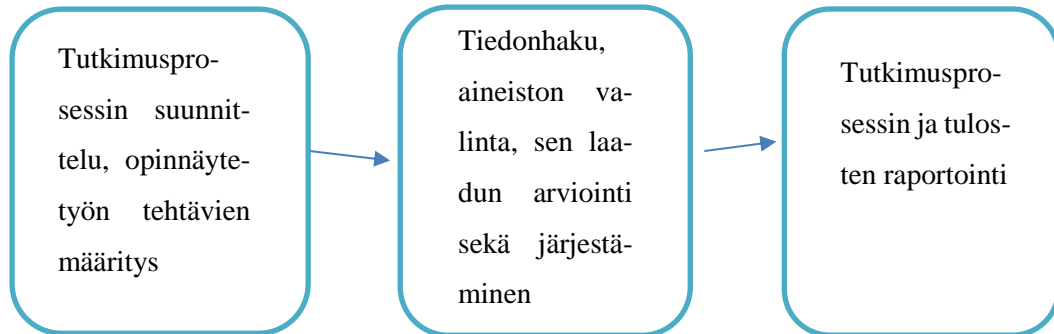 Tutkimuspro-
sessin suunnit-
telu, opinnäyte-
työn tehtävien
määritys
Tiedonhaku,
aineiston va-
linta, sen laa-
dun arviointi
sekä järjestä-
minen
Tutkimuspro-
sessin ja tulos-
ten raportointi